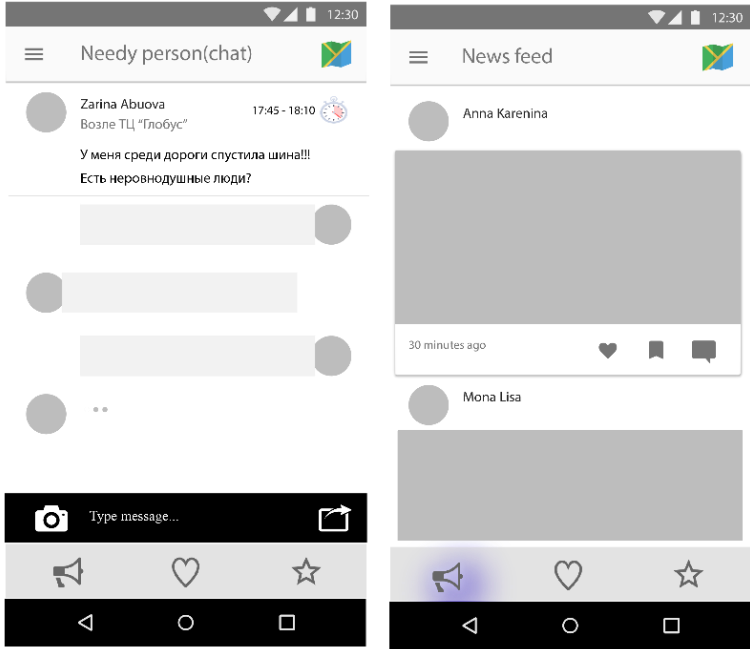 12:30
Needy person(chat)
Zarina Abuova
17:45 - 18:10
Возле ТЦ "Глобус"
У меня среди дороги спустила шина!!!
Есть неровнодушные люди?
Type message...
12:30
News feed
Anna Karenina
30 minutes ago
Mona Lisa